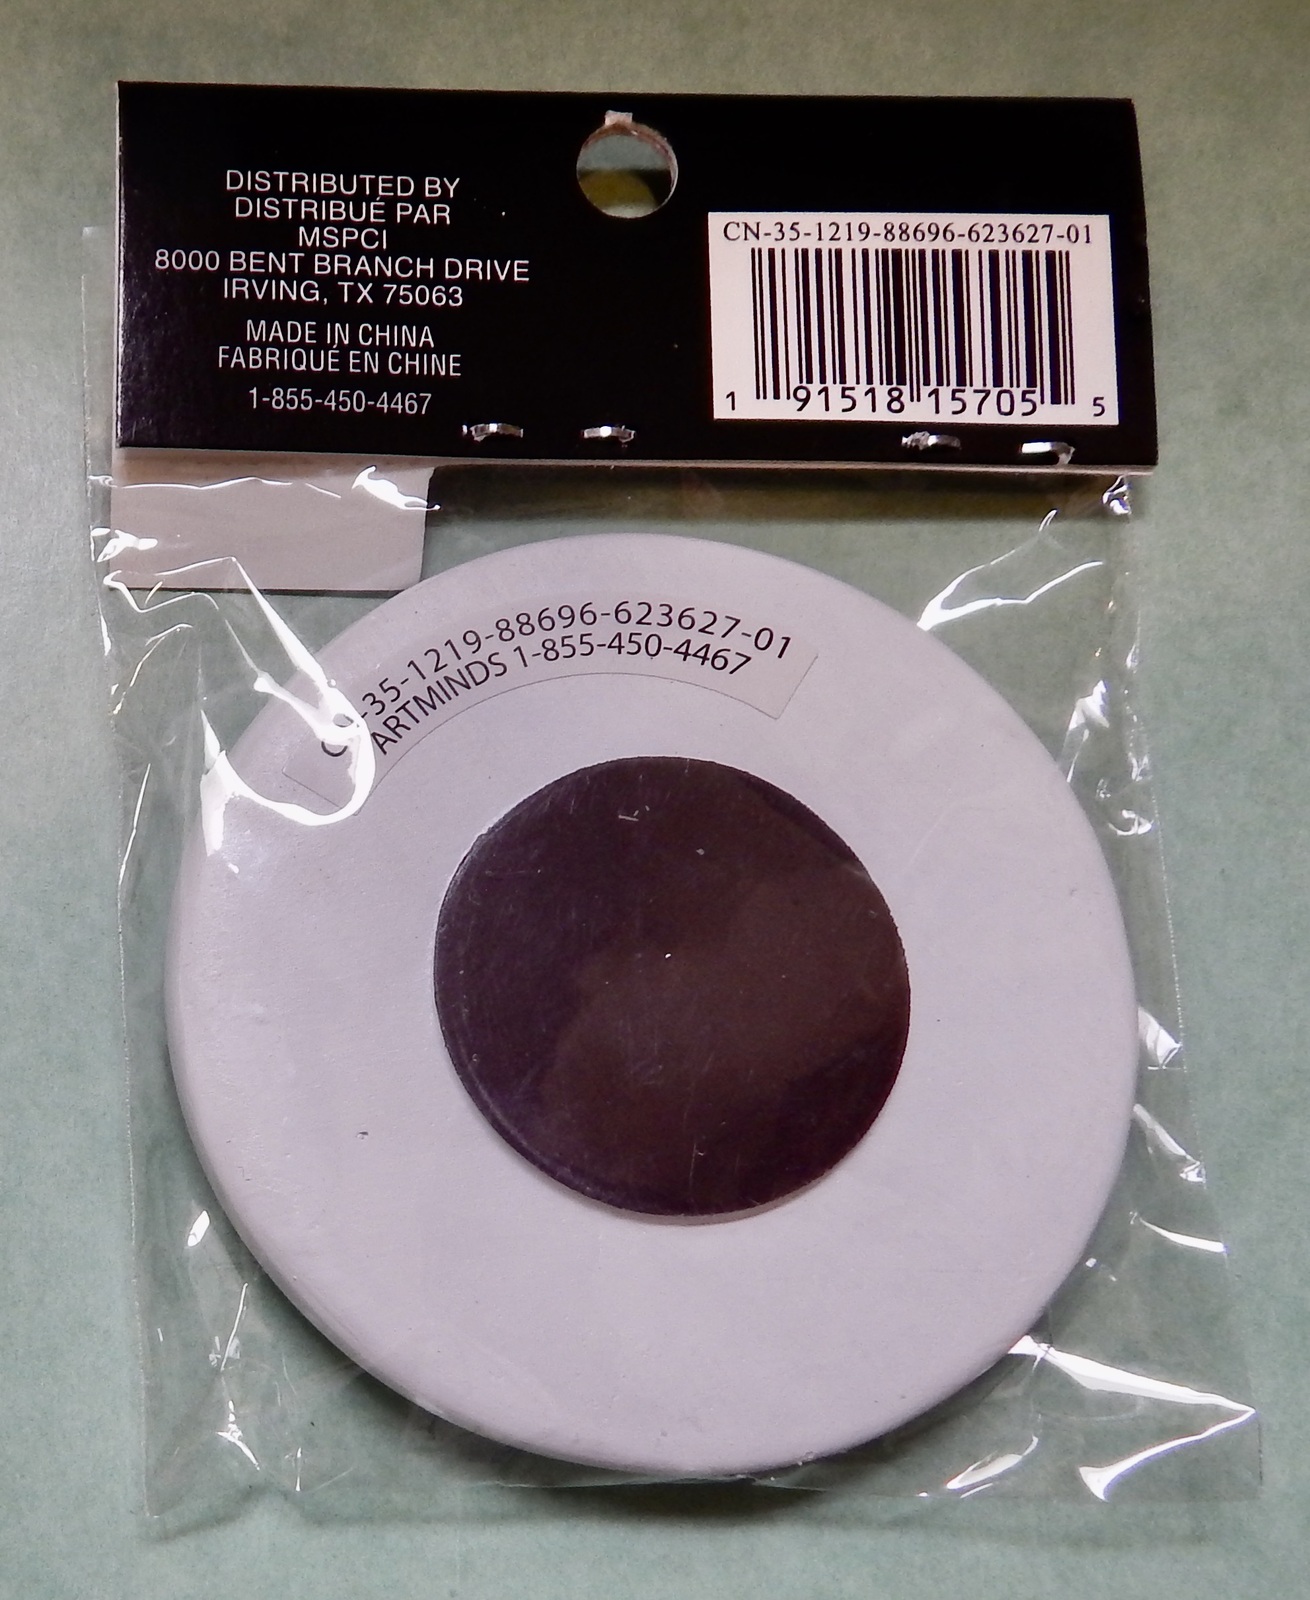 DISTRIBUTED BY
DISTRIBUÉ PAR
MSPCI
8000 BENT BRANCH DRIVE
IRVING, TX 75063
MADE IN CHINA
FABRIQUÉ EN CHINE
1-855-450-4467
CN-35-1219-88696-623627-01
1 91518 15705 5
CN-35-1219-88696-623627-01
ARTMINDS 1-855-450-4467